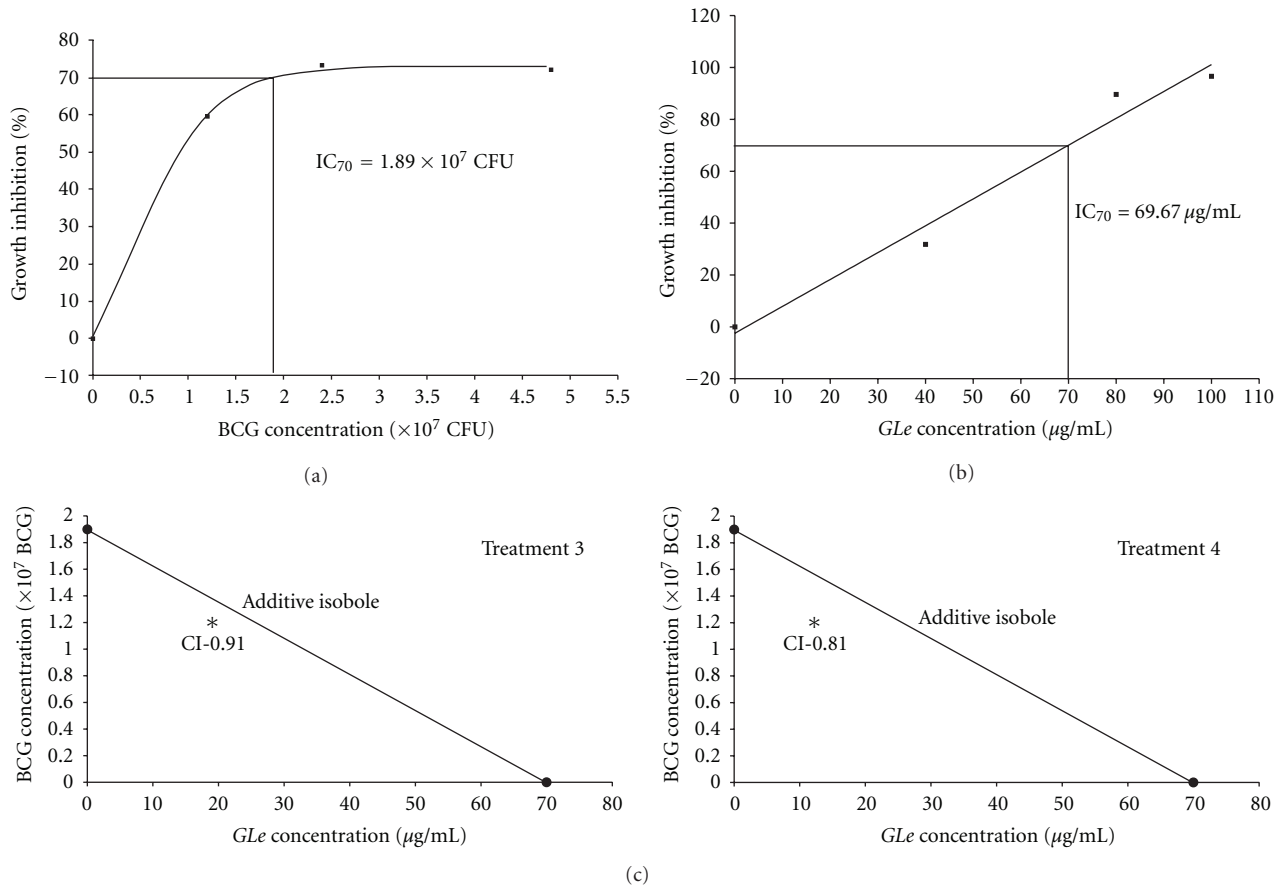 80
70
60
50
40
30
20
10
0
−10
0 0.5 1 1.5 2 2.5 3 3.5 4 4.5 5 5.5
Growth inhibition (%)
BCG concentration (×10⁷ CFU)
IC₇₀ = 1.89 × 10⁷ CFU
(a)
120
100
80
60
40
20
0
−20
0 10 20 30 40 50 60 70 80 90 100 110
Growth inhibition (%)
GLe concentration (μg/mL)
IC₇₀ = 69.67 μg/mL
(b)
2
1.8
1.6
1.4
1.2
1
0.8
0.6
0.4
0.2
0
0 10 20 30 40 50 60 70 80
BCG concentration (×10⁷ BCG)
GLe concentration (μg/mL)
Treatment 3
Additive isobole
*
CI-0.91
2
1.8
1.6
1.4
1.2
1
0.8
0.6
0.4
0.2
0
0 10 20 30 40 50 60 70 80
BCG concentration (×10⁷ BCG)
GLe concentration (μg/mL)
Treatment 4
Additive isobole
*
CI-0.81
(c)